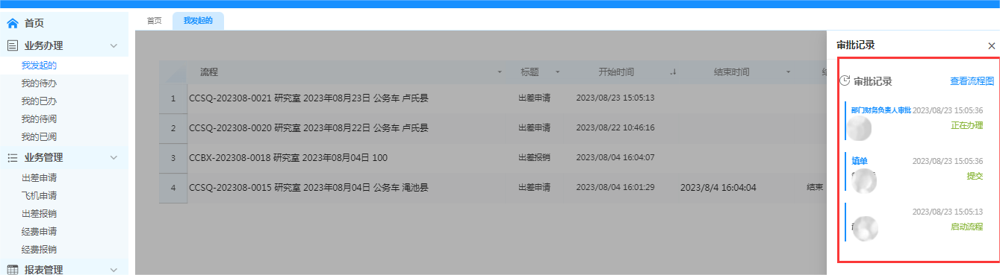 首页
业务办理
我发起的
我的待办
我的已办
我的待阅
我的已阅
业务管理
出差申请
飞机申请
出差报销
经费申请
经费报销
报表管理
首页 我发起的
流程 标题 开始时间 结束时间
1 CCSQ-202308-0021 研究室 2023年08月23日 公务车 卢氏县 出差申请 2023/08/23 15:05:13
2 CCSQ-202308-0020 研究室 2023年08月22日 公务车 卢氏县 出差申请 2023/08/22 10:46:16
3 CCBX-202308-0018 研究室 2023年08月04日 100 出差报销 2023/08/04 16:04:07
4 CCSQ-202308-0015 研究室 2023年08月04日 公务车 渑池县 出差申请 2023/08/04 16:01:29 2023/8/4 16:04:04 结束
审批记录
审批记录 查看流程图
部门财务负责人审批 2023/08/23 15:05:36
正在办理
填单 2023/08/23 15:05:36
提交
2023/08/23 15:05:13
启动流程